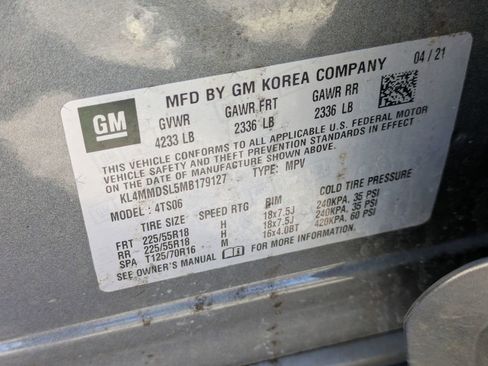 MFD BY GM KOREA COMPANY 04/21
GM
GVWR GAWR FRT GAWR RR
4233 LB 2336 LB 2336 LB
THIS VEHICLE CONFORMS TO ALL APPLICABLE U.S. FEDERAL MOTOR
VEHICLE SAFETY AND THEFT PREVENTION STANDARDS IN EFFECT
ON THE DATE OF MANUFACTURE SHOWN ABOVE.
KL4MMDSL5MB179127 TYPE: MPV
MODEL: 4TS06
TIRE SIZE SPEED RTG RIM COLD TIRE PRESSURE
FRT 225/55R18 H 18x7.5J 240KPA, 35 PSI
RR 225/55R18 H 18x7.5J 240KPA, 35 PSI
SPA T125/70R16 M 16x4.0BT 420KPA, 60 PSI
SEE OWNER'S MANUAL FOR MORE INFORMATION.